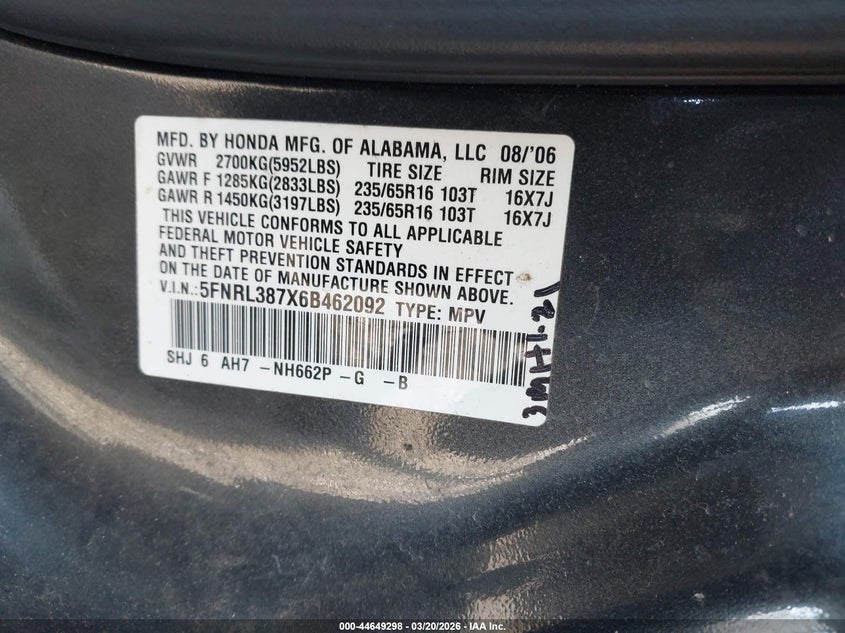 MFD. BY HONDA MFG. OF ALABAMA, LLC 08/'06
GVWR 2700KG(5952LBS) TIRE SIZE RIM SIZE
GAWR F 1285KG(2833LBS) 235/65R16 103T 16X7J
GAWR R 1450KG(3197LBS) 235/65R16 103T 16X7J
THIS VEHICLE CONFORMS TO ALL APPLICABLE
FEDERAL MOTOR VEHICLE SAFETY
AND THEFT PREVENTION STANDARDS IN EFFECT
ON THE DATE OF MANUFACTURE SHOWN ABOVE.
V.I.N.: 5FNRL387X6B462092 TYPE: MPV
SHJ 6 AH7 -NH662P -G -B
000-44649298 - 03/20/2026 - IAA Inc.